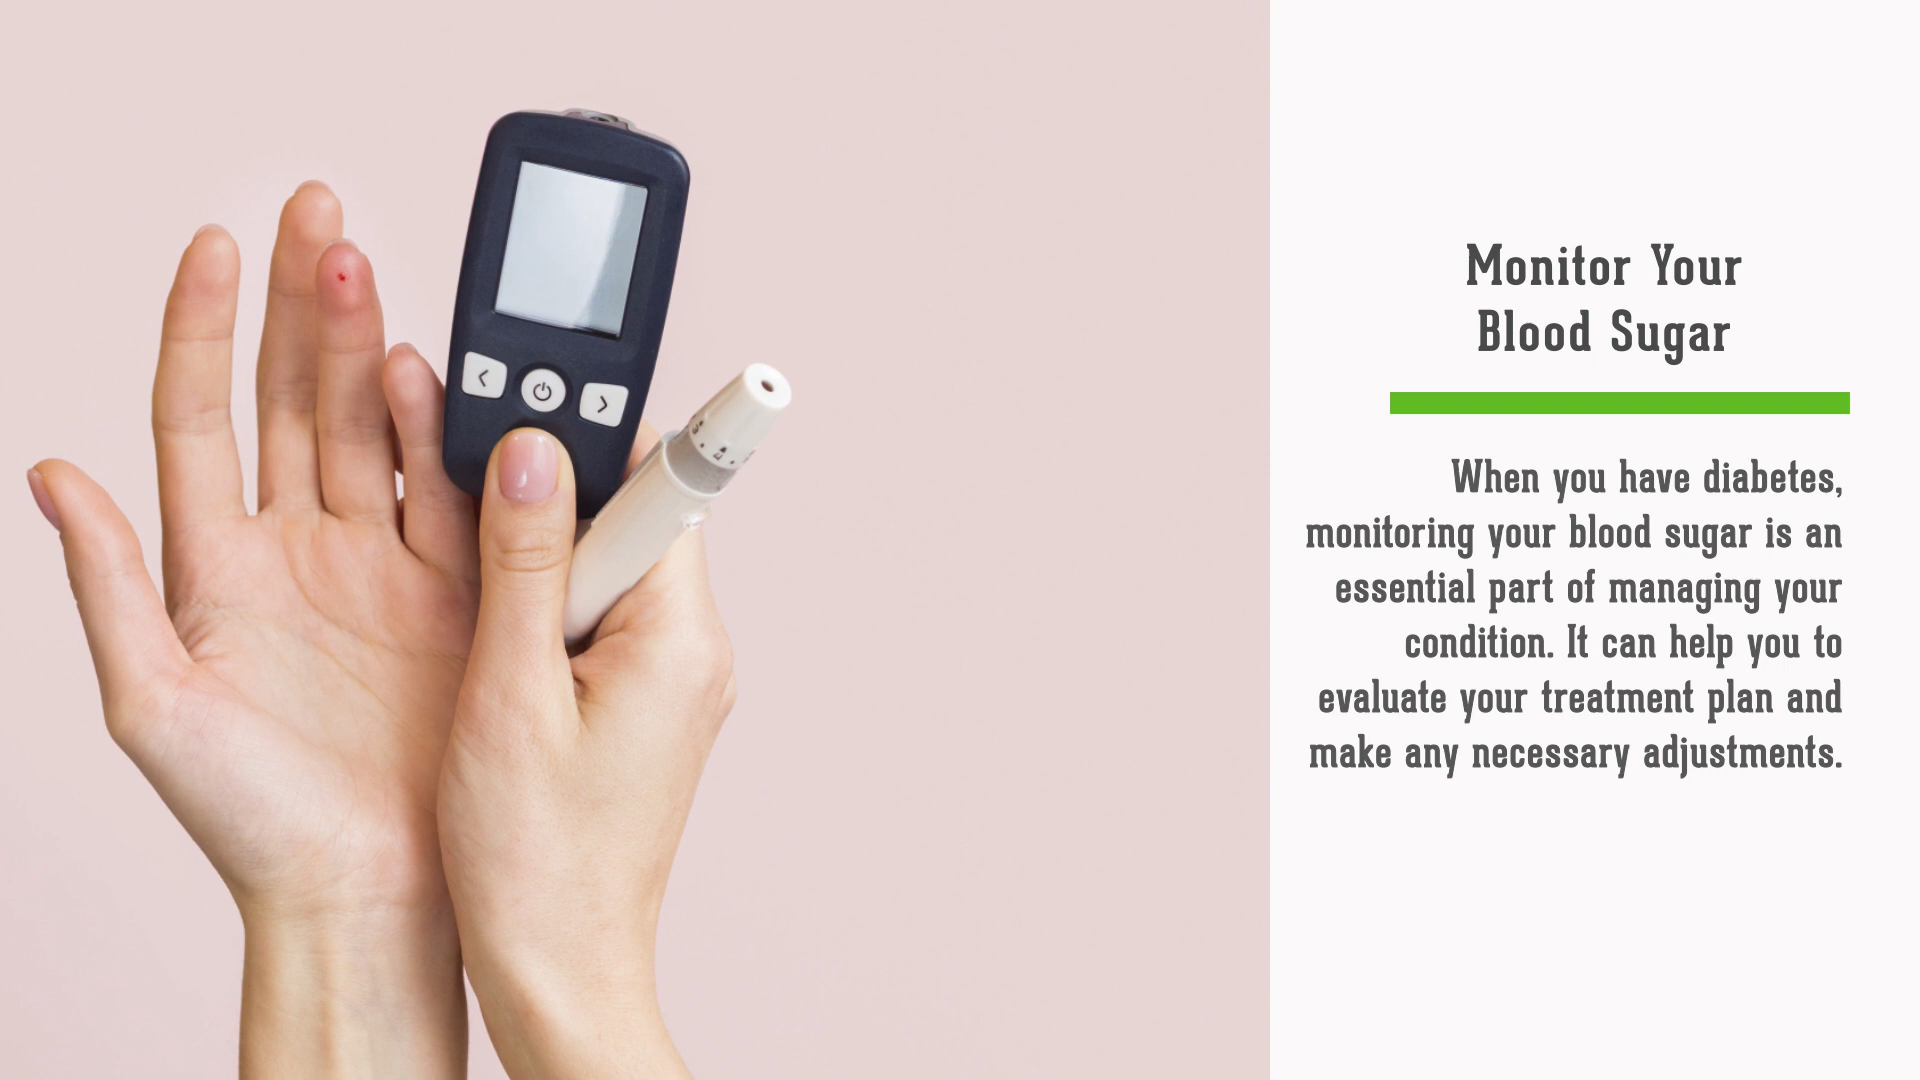 Monitor Your
Blood Sugar
When you have diabetes,
monitoring your blood sugar is an
essential part of managing your
condition. It can help you to
evaluate your treatment plan and
make any necessary adjustments.